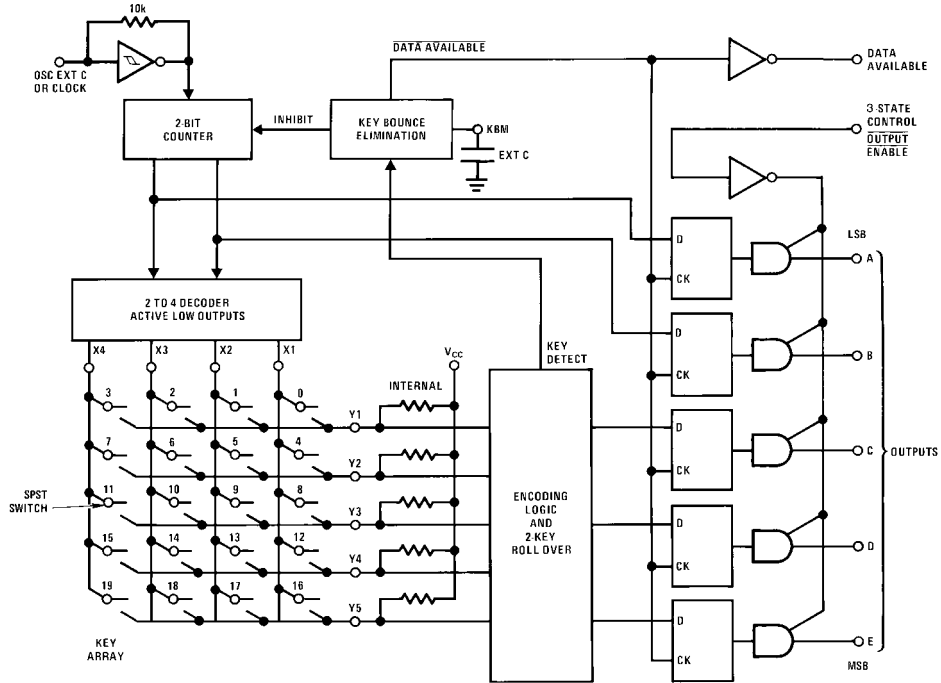 10k
OSC EXT C
OR CLOCK
DATA AVAILABLE
DATA
AVAILABLE
2-BIT
COUNTER
INHIBIT
KEY BOUNCE
ELIMINATION
KBM
EXT C
3-STATE
CONTROL
OUTPUT
ENABLE
2 TO 4 DECODER
ACTIVE LOW OUTPUTS
X4 X3 X2 X1
VCC
KEY
DETECT
INTERNAL
3 2 1 0
Y1
7 6 5 4
Y2
SPST
SWITCH
11 10 9 8
Y3
15 14 13 12
Y4
19 18 17 16
Y5
KEY
ARRAY
ENCODING
LOGIC
AND
2-KEY
ROLL OVER
D
CK
LSB
A
D
CK
B
D
CK
C
OUTPUTS
D
CK
D
D
CK
E
MSB